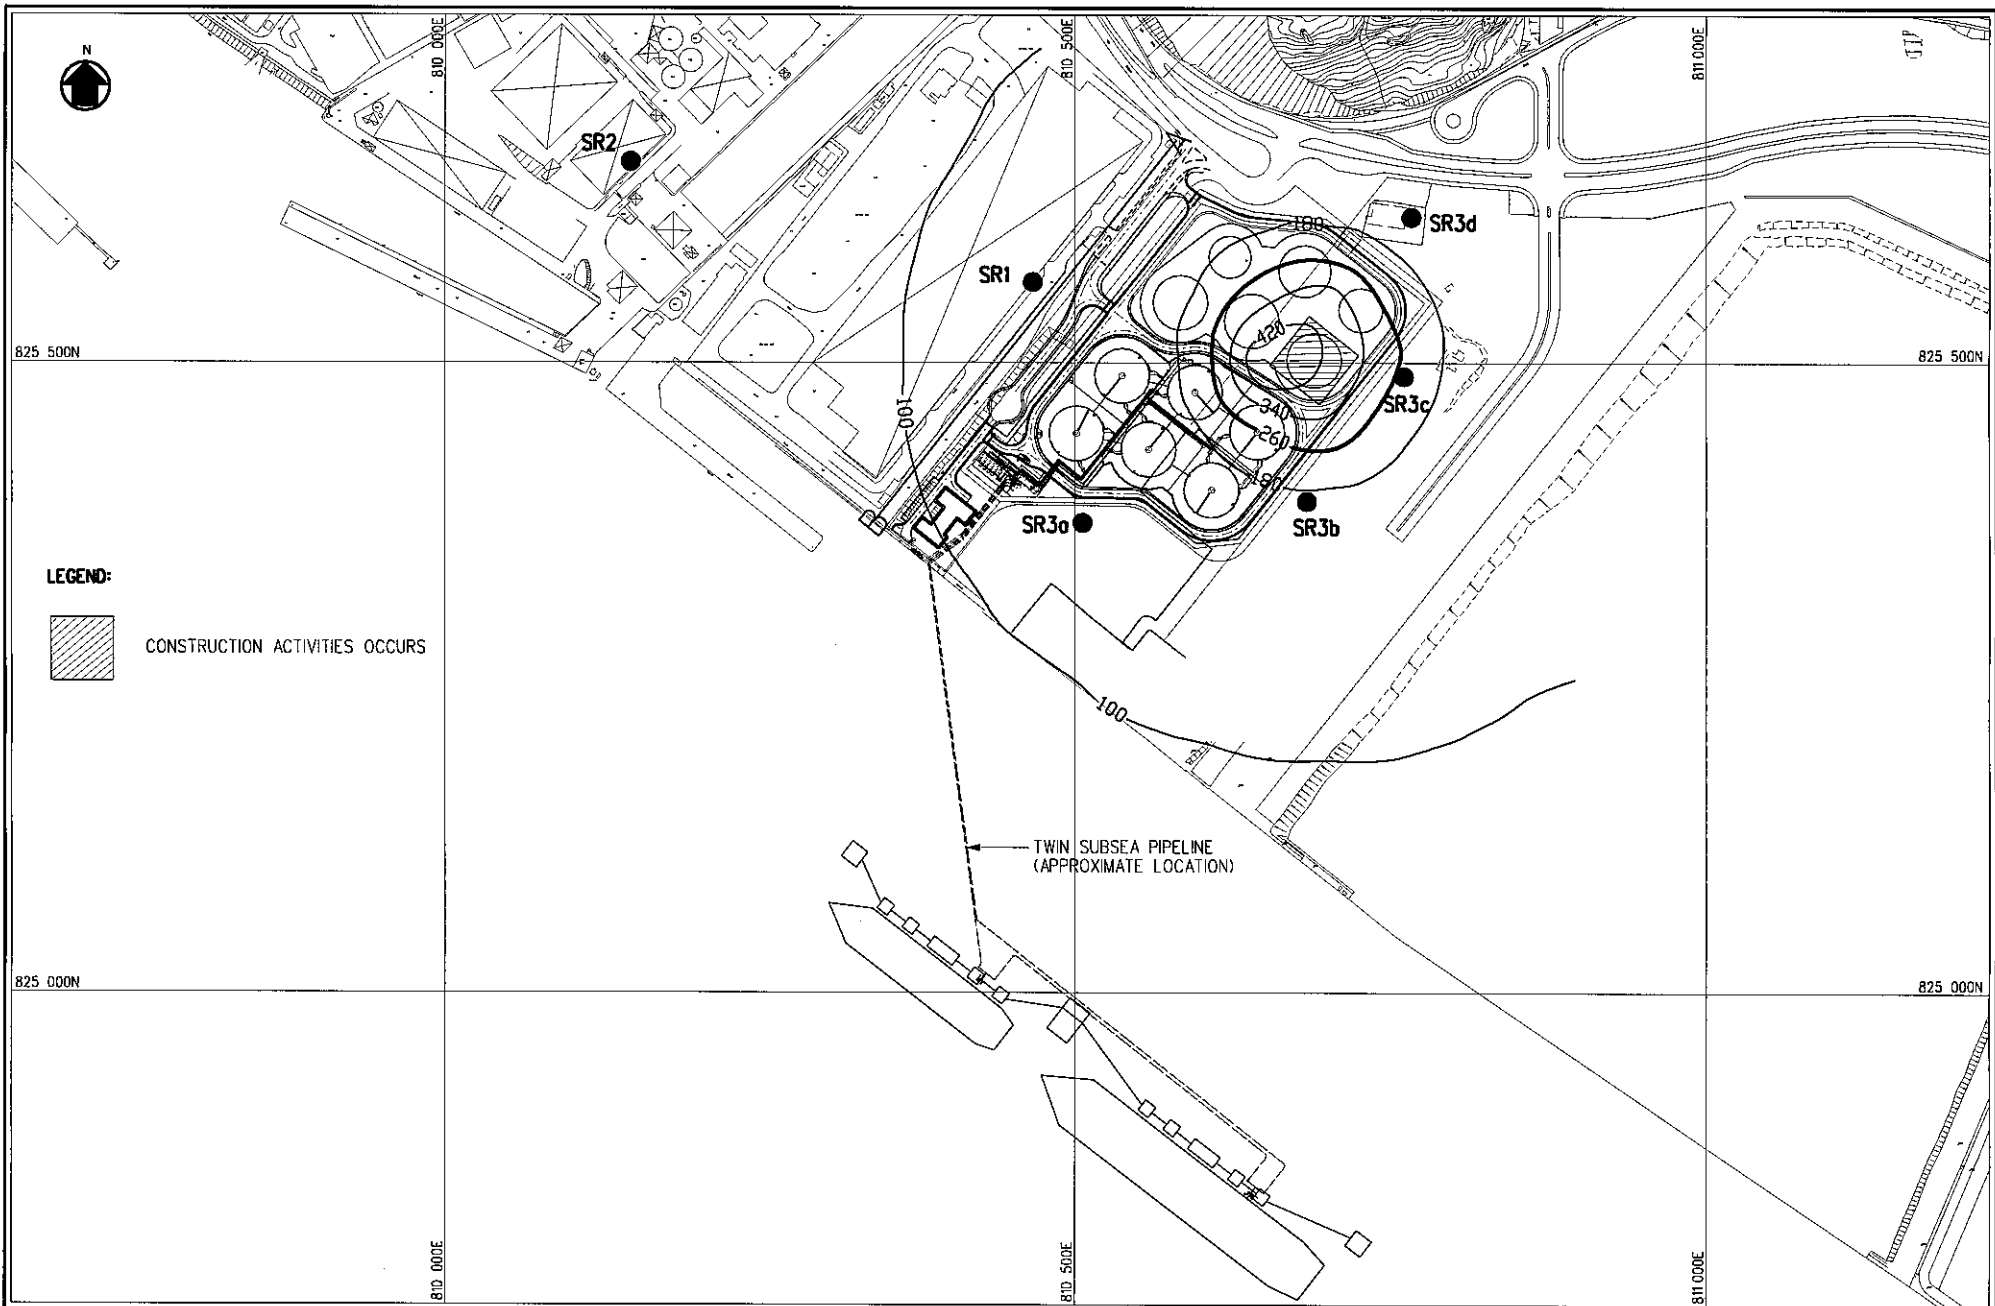 N
810 000E
810 500E
811 000E
SR2
SR3d
180
SR1
420
825 500N
825 500N
SR3c
340
260
100
180
SR3a
SR3b
LEGEND:
CONSTRUCTION ACTIVITIES OCCURS
100
TWIN SUBSEA PIPELINE
(APPROXIMATE LOCATION)
825 000N
825 000N
810 000E
810 500E
811 000E